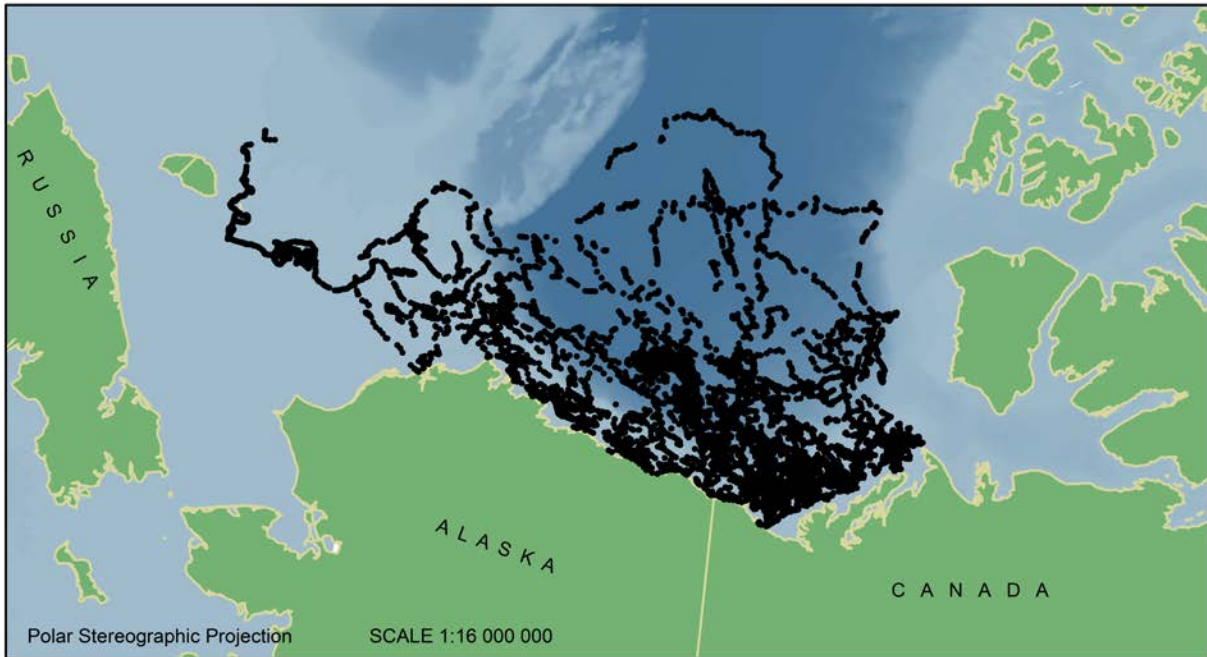 RUSSIA
ALASKA
CANADA
Polar Stereographic Projection SCALE 1:16 000 000